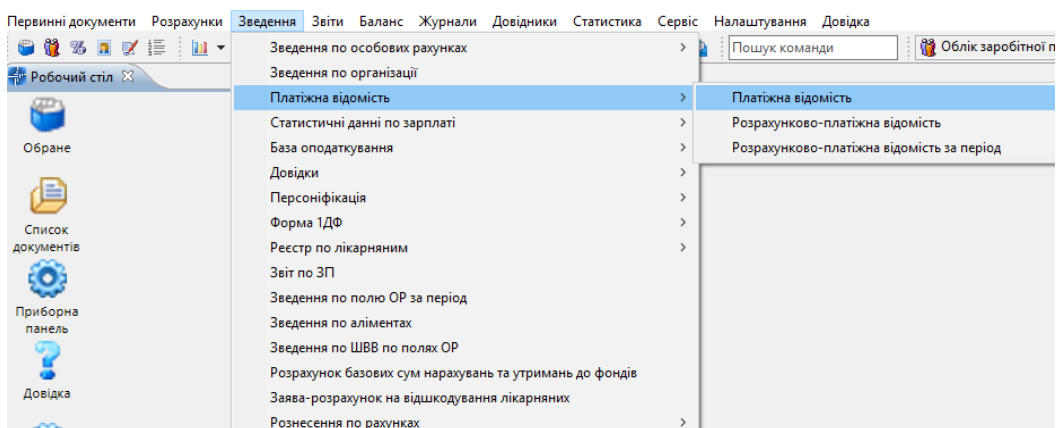 Первинні документи Розрахунки Зведення Звіти Баланс Журнали Довідники Статистика Сервіс Налаштування Довідка
Пошук команди
Облік заробітної п
Робочий стіл
Обране
Список
документів
Приборна
панель
Довідка
Зведення по особових рахунках
Зведення по організації
Платіжна відомість
Статистичні данні по зарплаті
База оподаткування
Довідки
Персоніфікація
Форма 1ДФ
Реєстр по лікарняним
Звіт по ЗП
Зведення по полю ОР за період
Зведення по аліментах
Зведення по ШВВ по полях ОР
Розрахунок базових сум нарахувань та утримань до фондів
Заява-розрахунок на відшкодування лікарняних
Рознесення по рахунках
Платіжна відомість
Розрахунково-платіжна відомість
Розрахунково-платіжна відомість за період